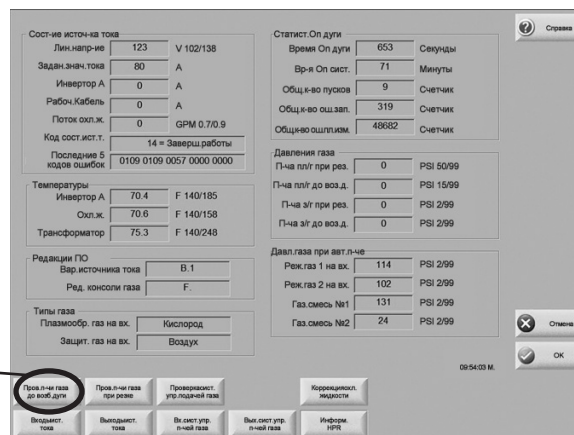 Справка
Сост-ие источ-ка тока
Лин.напр-ие 123 V 102/138
Задан.знач.тока 80 A
Инвертор A 0 A
Рабоч.Кабель 0 A
Поток охл.ж. 0 GPM 0.7/0.9
Код сост.ист.т. 14 = Заверш.работы
Последние 5 кодов ошибок 0109 0109 0057 0000 0000
Температуры
Инвертор A 70.4 F 140/185
Охл.ж. 70.6 F 140/158
Трансформатор 75.3 F 140/248
Редакции ПО
Вар.источника тока B.1
Ред. консоли газа F.
Типы газа
Плазмообр. газ на вх. Кислород
Защит. газ на вх. Воздух
Статист.Оп дуги
Время Оп дуги 653 Секунды
Вр-я Оп сист. 71 Минуты
Общ.к-во пусков 9 Счетчик
Общ.к-во ош.зап. 319 Счетчик
Общ.к-во ош.пл.изм. 48682 Счетчик
Давления газа
П-ча пл/г при рез. 0 PSI 50/99
П-ча пл/г до воз.д. 0 PSI 15/99
П-ча з/г при рез. 0 PSI 2/99
П-ча з/г до воз.д. 0 PSI 2/99
Давл.газа при авт.п-че
Реж.газ 1 на вх. 114 PSI 2/99
Реж.газ 2 на вх. 102 PSI 2/99
Газ.смесь №1 131 PSI 2/99
Газ.смесь №2 24 PSI 2/99
Отмена
OK
09:54:03 М.
Пров.п-чи газа до возб.дуги
Пров.п-чи газа при резке
Проверкасист. упр.подачей газа
Коррекцияохл. жидкости
Входыист. тока
Выходыист. тока
Вх.сист.упр. п-чей газа
Вых.сист.упр. п-чей газа
Информ. HPR